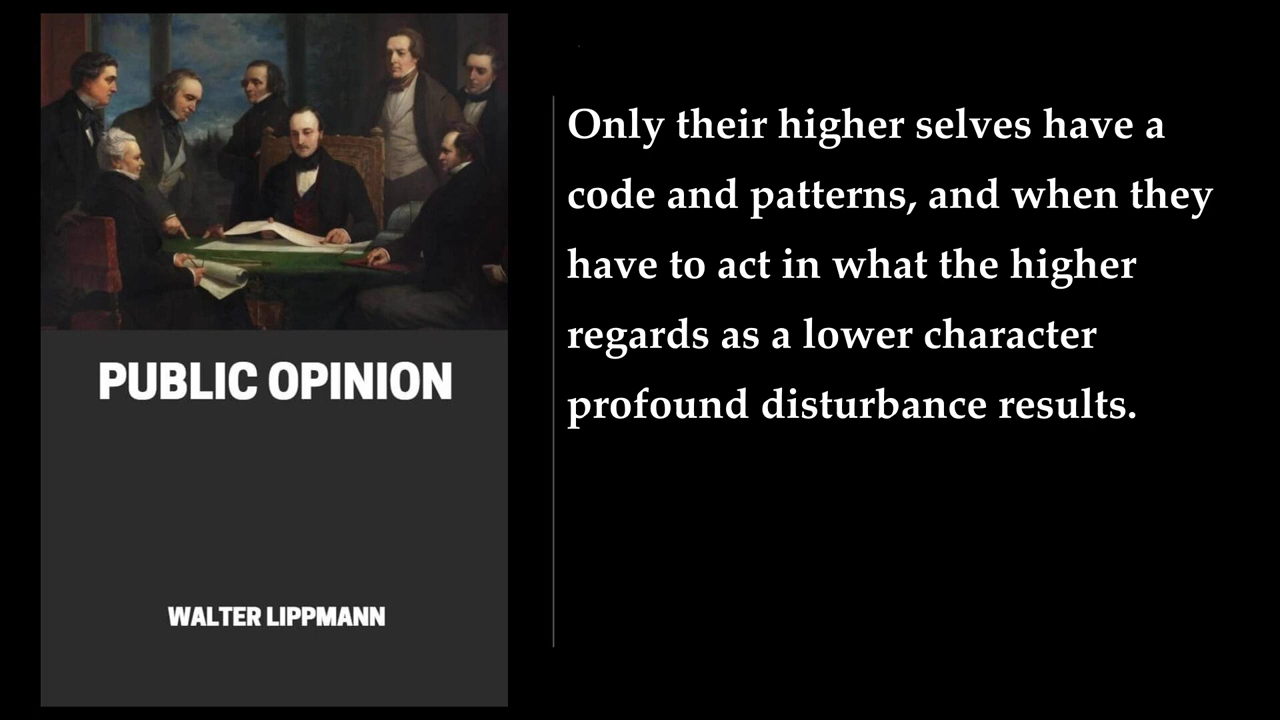 PUBLIC OPINION
WALTER LIPPMANN
Only their higher selves have a
code and patterns, and when they
have to act in what the higher
regards as a lower character
profound disturbance results.